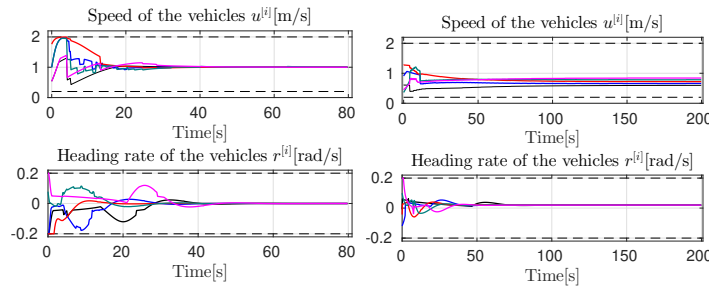 Speed of the vehicles u^[i][m/s]
2
1
0
0 20 40 60 80
Time[s]
Heading rate of the vehicles r^[i][rad/s]
0.2
0
-0.2
0 20 40 60 80
Time[s]
Speed of the vehicles u^[i][m/s]
2
1
0
0 50 100 150 200
Time[s]
Heading rate of the vehicles r^[i][rad/s]
0.2
0
-0.2
0 50 100 150 200
Time[s]